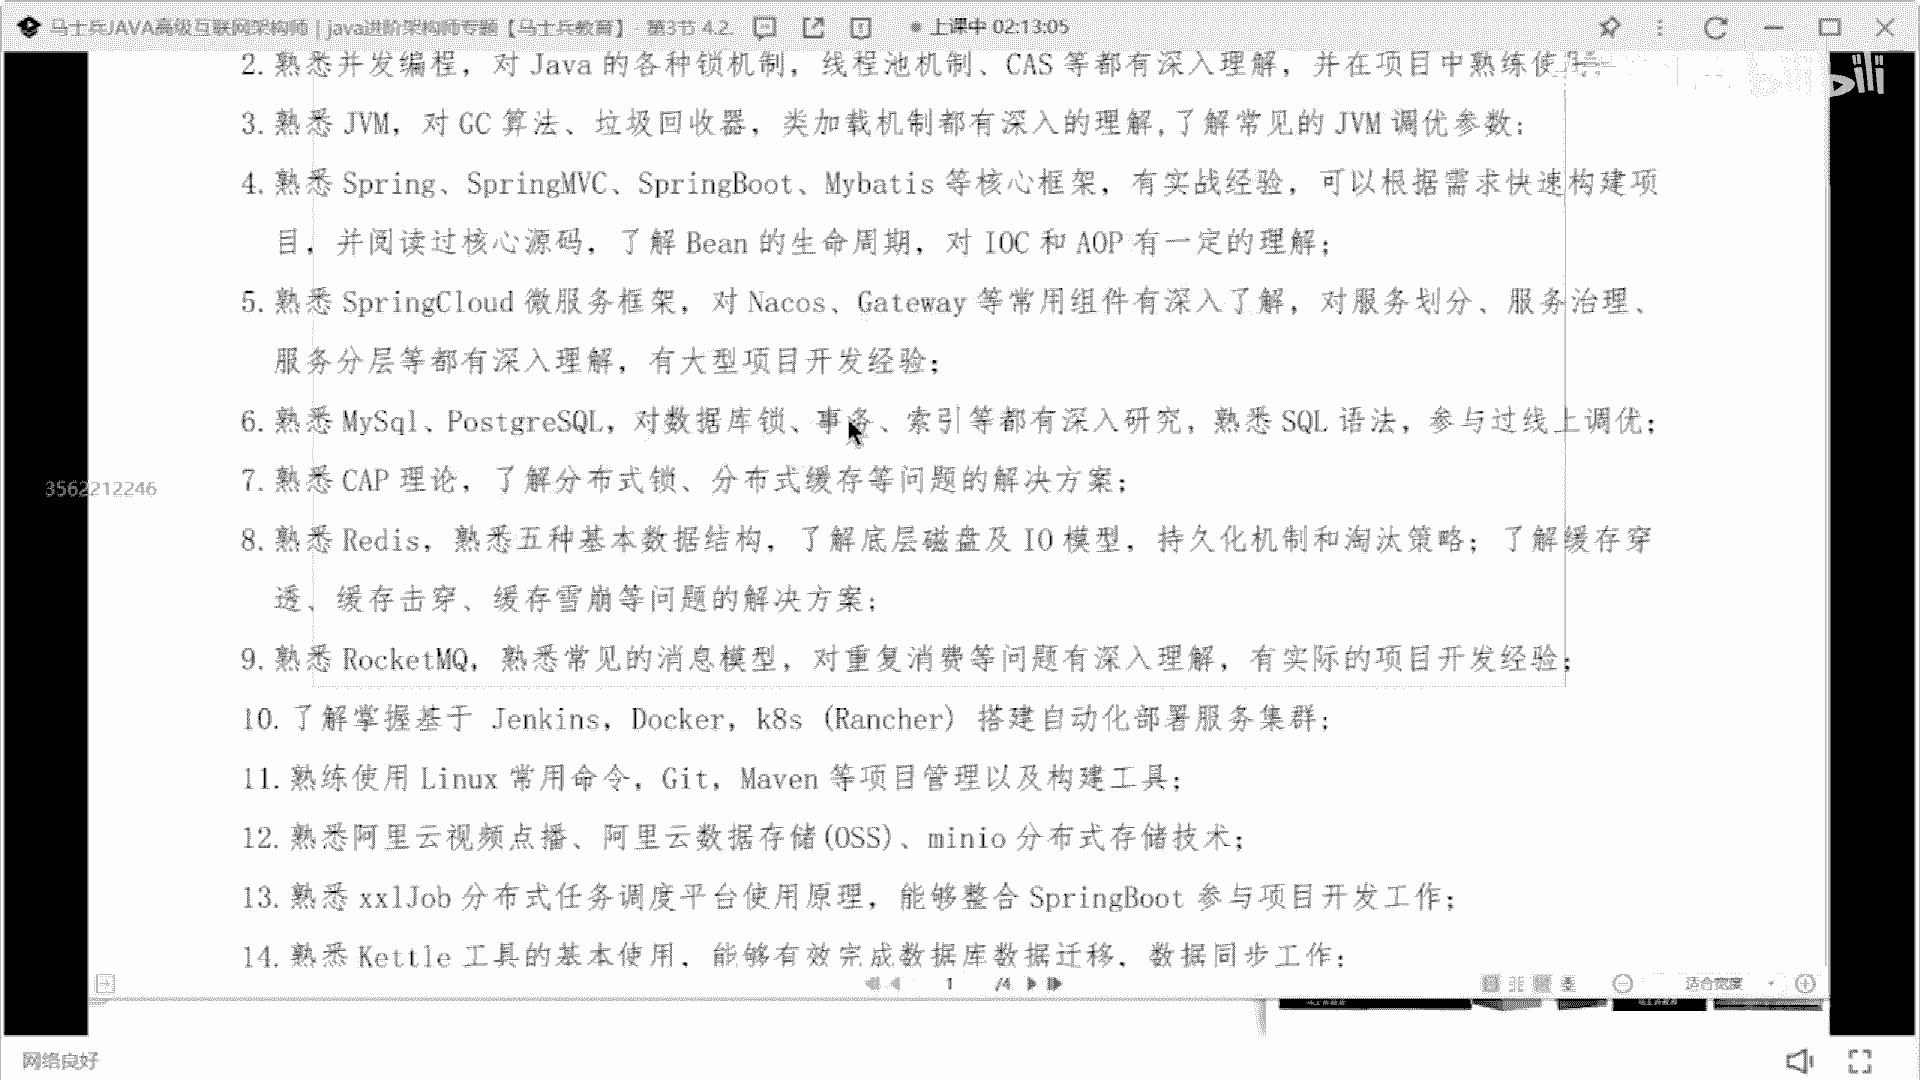 马士兵JAVA高级互联网架构师 | java进阶架构师专题【马士兵教育】 - 第3节 4.2. 上课中 02:13:05
2. 熟悉并发编程，对 Java 的各种锁机制，线程池机制、CAS 等都有深入理解，并在项目中熟练使
3. 熟悉 JVM，对 GC 算法、垃圾回收器，类加载机制都有深入的理解,了解常见的 JVM 调优参数;
4. 熟悉 Spring、SpringMVC、SpringBoot、Mybatis 等核心框架，有实战经验，可以根据需求快速构建项
目，并阅读过核心源码，了解 Bean 的生命周期，对 IOC 和 AOP 有一定的理解;
5. 熟悉 SpringCloud 微服务框架，对 Nacos、Gateway 等常用组件有深入了解，对服务划分、服务治理、
服务分层等都有深入理解，有大型项目开发经验;
6. 熟悉 MySql、PostgreSQL，对数据库锁、事务、索引等都有深入研究，熟悉 SQL 语法，参与过线上调优;
3562212246
7. 熟悉 CAP 理论，了解分布式锁、分布式缓存等问题的解决方案;
8. 熟悉 Redis，熟悉五种基本数据结构，了解底层磁盘及 IO 模型，持久化机制和淘汰策略；了解缓存穿
透、缓存击穿、缓存雪崩等问题的解决方案;
9. 熟悉 RocketMQ，熟悉常见的消息模型，对重复消费等问题有深入理解，有实际的项目开发经验;
10. 了解掌握基于 Jenkins，Docker，k8s (Rancher) 搭建自动化部署服务集群;
11. 熟练使用 Linux 常用命令，Git，Maven 等项目管理以及构建工具;
12. 熟悉阿里云视频点播、阿里云数据存储(OSS)、minio 分布式存储技术;
13. 熟悉 xxlJob 分布式任务调度平台使用原理，能够整合 SpringBoot 参与项目开发工作;
14. 熟悉 Kettle 工具的基本使用，能够有效完成数据库数据迁移，数据同步工作;
1 /4 适合宽度
网络良好